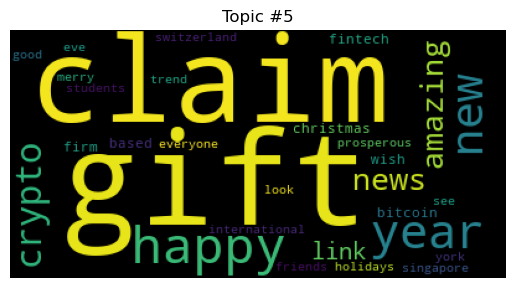 Topic #5
switzerland
fintech
eve
good
claim
amazing
new
merry
trend
students
christmas
firm
based
everyone
prosperous
gift
wish
crypto
news
look
see
bitcoin
year
happy
international
link
york
friends
holidays
singapore